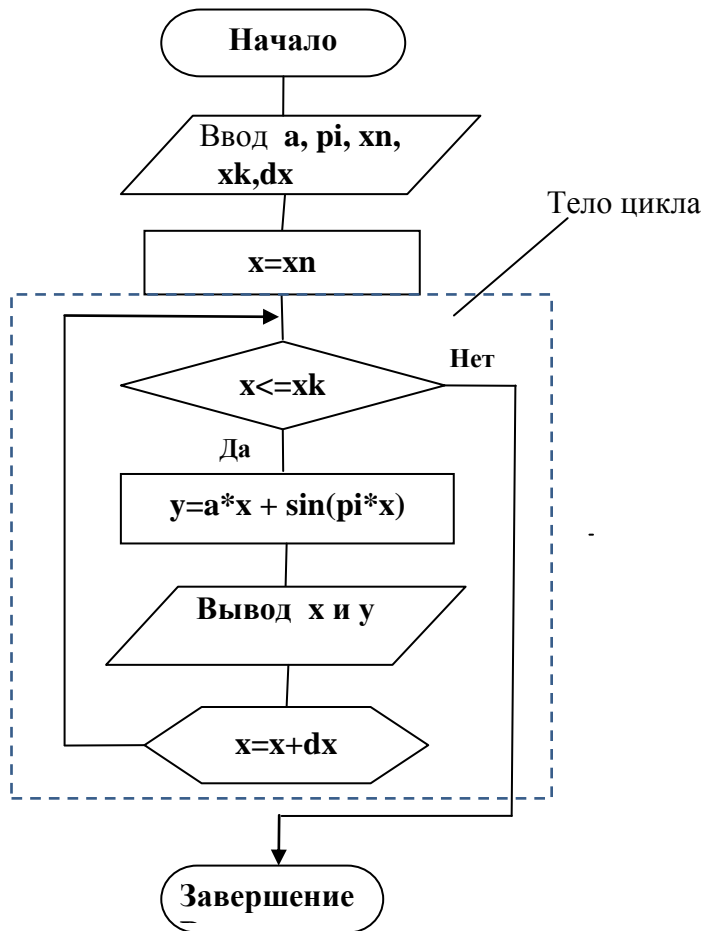 Начало
Ввод a, pi, xn,
xk,dx
Тело цикла
x=xn
Нет
x<=xk
Да
y=a*x + sin(pi*x)
-
Вывод x и y
x=x+dx
Завершение